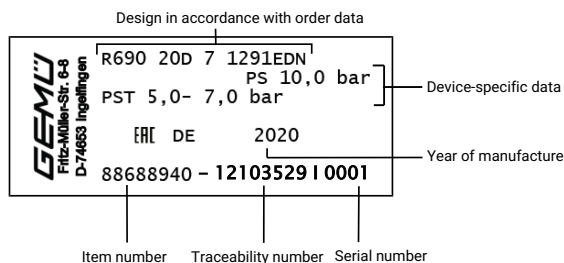 Design in accordance with order data
GEMÜ
Fritz-Müller-Str. 6-8
D-74653 Ingelfingen
R690 20D 7 1291EDN
PS 10,0 bar
PST 5,0- 7,0 bar
Device-specific data
EAC DE 2020
Year of manufacture
88688940 - 12103529 I 0001
Item number Traceability number Serial number